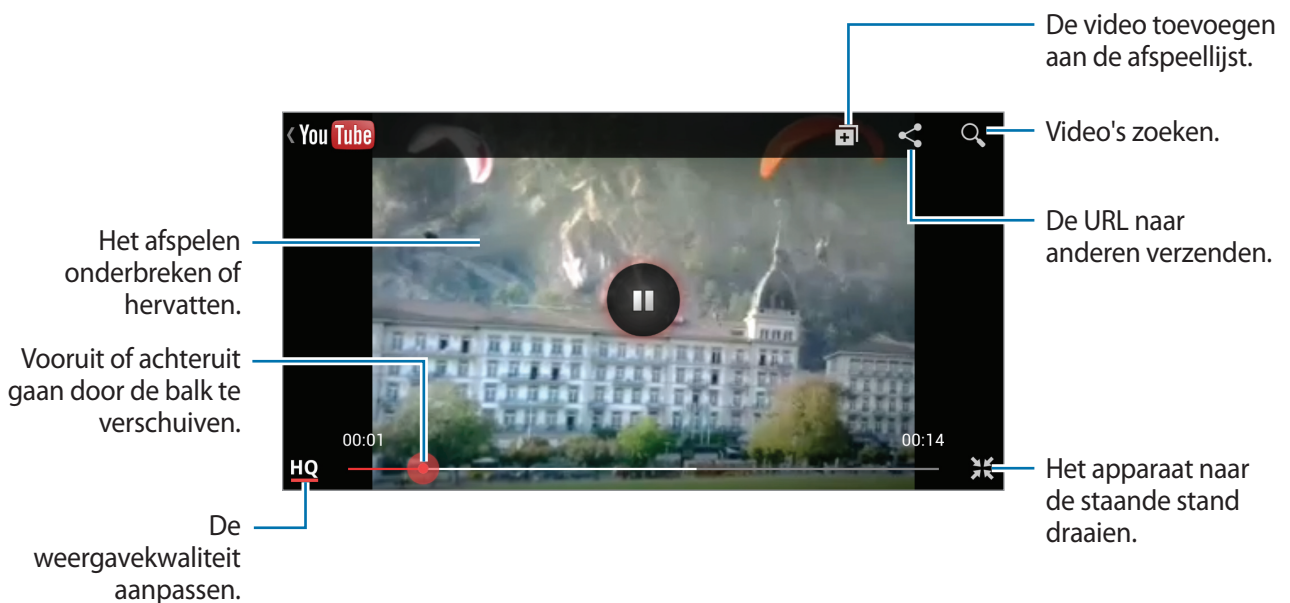 De video toevoegen
aan de afspeellijst.
You Tube
Video's zoeken.
De URL naar
anderen verzenden.
Het afspelen
onderbreken of
hervatten.
Vooruit of achteruit
gaan door de balk te
verschuiven.
00:01
00:14
HQ
Het apparaat naar
de staande stand
draaien.
De
weergavekwaliteit
aanpassen.